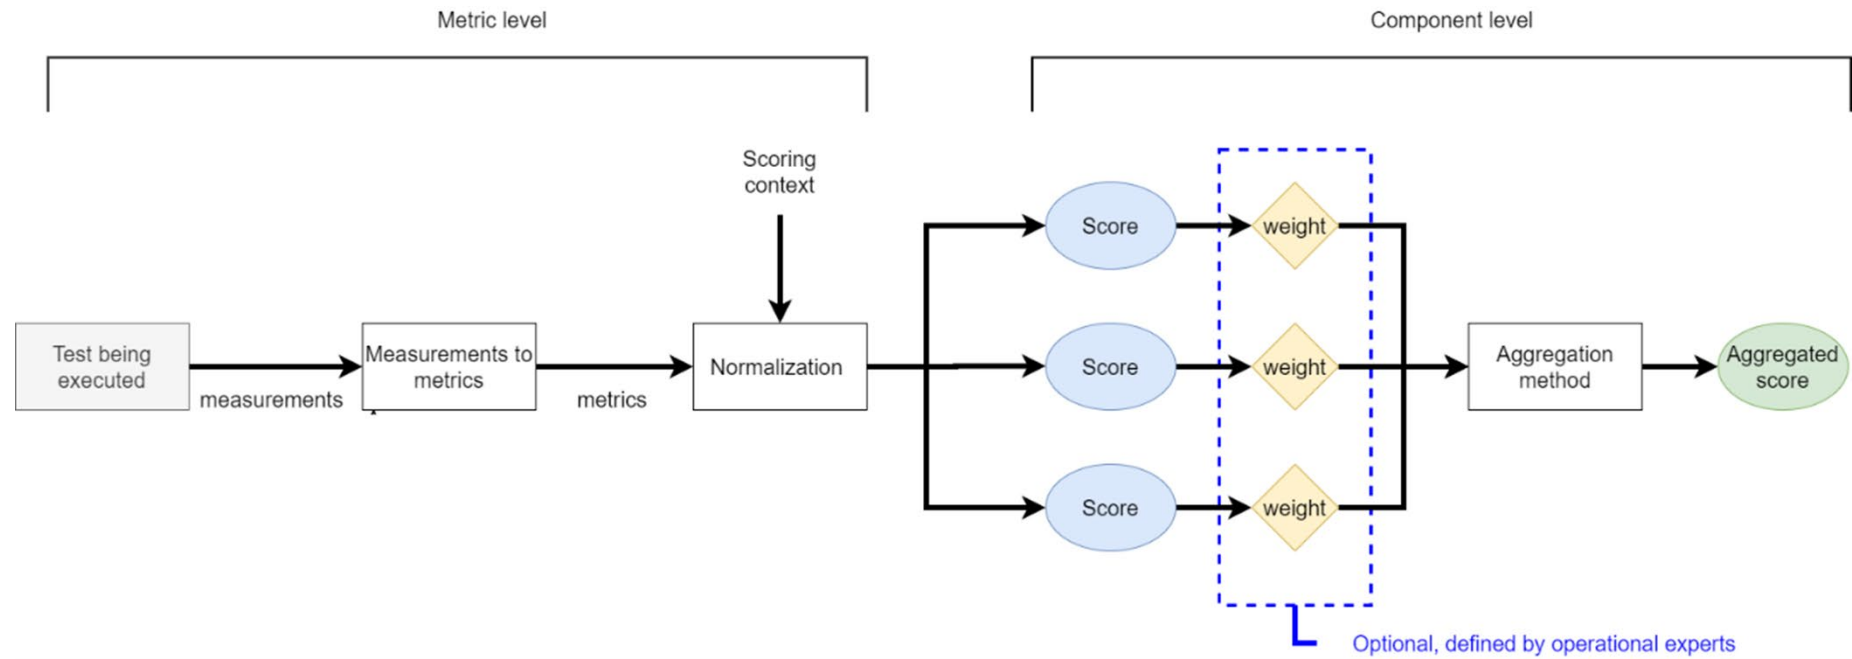 Metric level
Component level
Scoring
context
Score
weight
Test being
executed
measurements
Measurements to
metrics
metrics
Normalization
Score
weight
Aggregation
method
Aggregated
score
Score
weight
Optional, defined by operational experts